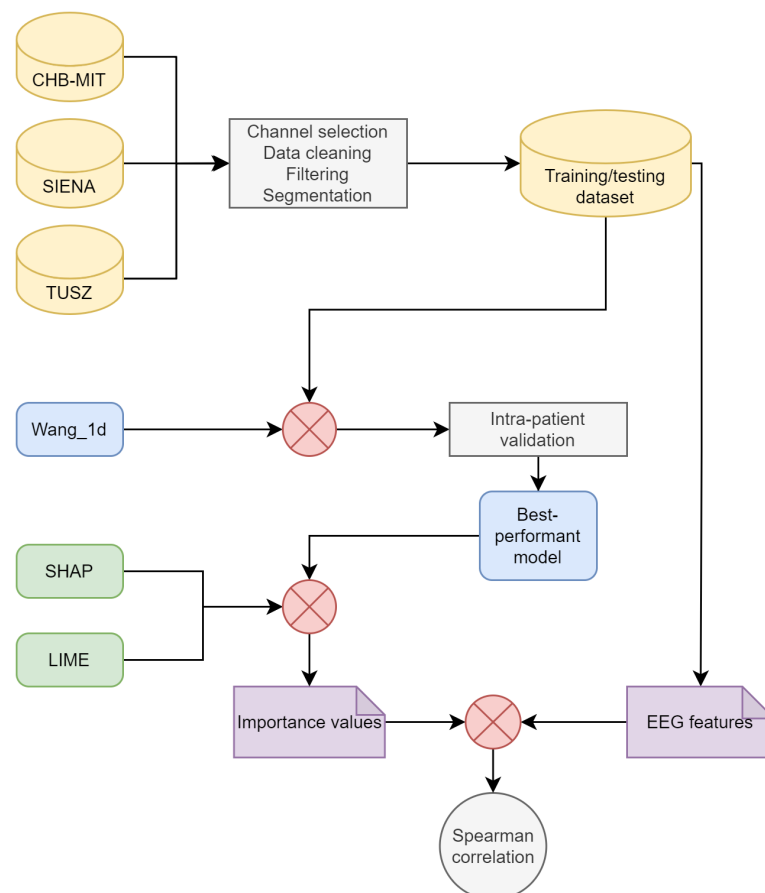 CHB-MIT
SIENA
TUSZ
Channel selection
Data cleaning
Filtering
Segmentation
Training/testing
dataset
Wang_1d
Intra-patient
validation
Best-
performant
model
SHAP
LIME
Importance values
EEG features
Spearman
correlation